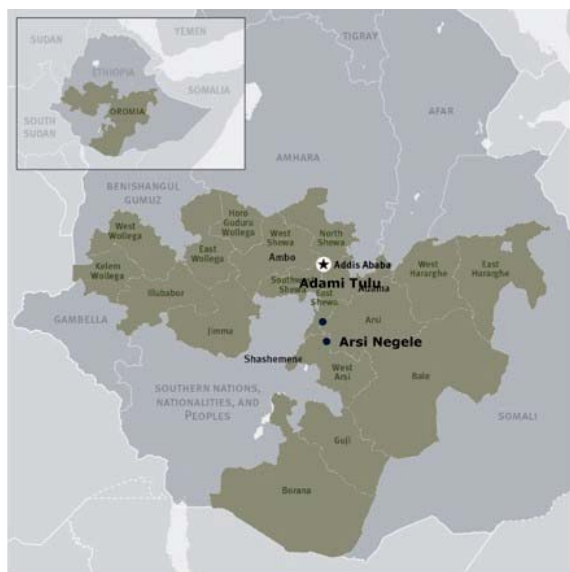 SUDAN
YEMEN
ETHIOPIA
SOMALIA
OROMIA
SOUTH
SUDAN
TIGRAY
AFAR
AMHARA
BENISHANGUL
GUMUZ
West
Wollega
Horo
Guduru
Wollega
West
Shewa
North
Shewa
Kelem
Wollega
East
Wollega
Ambo
Addis Ababa
West
Hararghe
East
Hararghe
Illubabor
Southwest
Shewa
Adami Tulu
Adama
East
Shewa
GAMBELLA
Jimma
Arsi
Arsi Negele
Shashemene
West
Arsi
Bale
SOUTHERN NATIONS,
NATIONALITIES, AND
PEOPLES
SOMALI
Guji
Borana